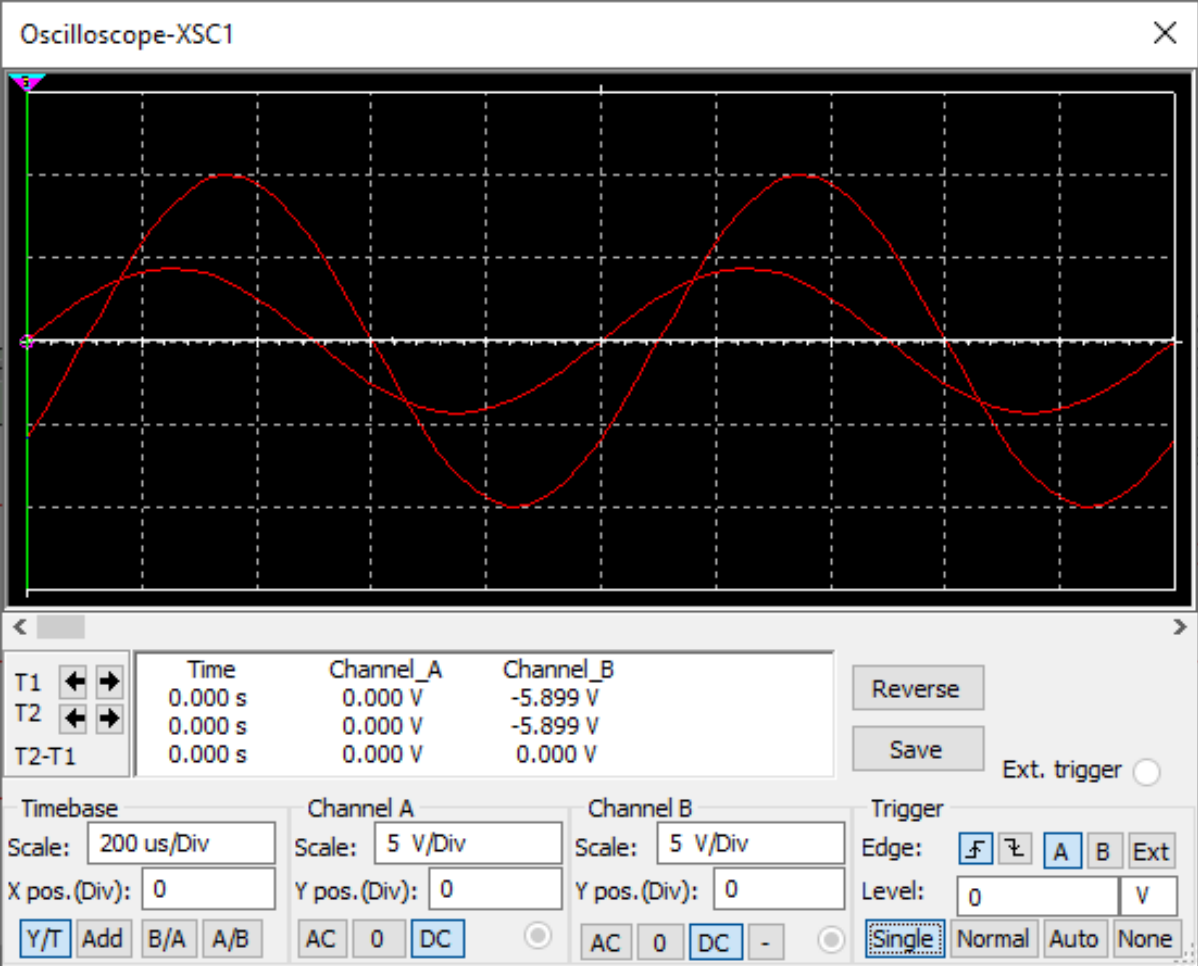 Oscilloscope-XSC1
Time Channel_A Channel_B
T1 0.000 s 0.000 V -5.899 V
T2 0.000 s 0.000 V -5.899 V
T2-T1 0.000 s 0.000 V 0.000 V
Reverse
Save
Ext. trigger
Timebase
Scale: 200 us/Div
X pos.(Div): 0
Y/T Add B/A A/B
Channel A
Scale: 5 V/Div
Y pos.(Div): 0
AC 0 DC
Channel B
Scale: 5 V/Div
Y pos.(Div): 0
AC 0 DC -
Trigger
Edge: A B Ext
Level: 0 V
Single Normal Auto None